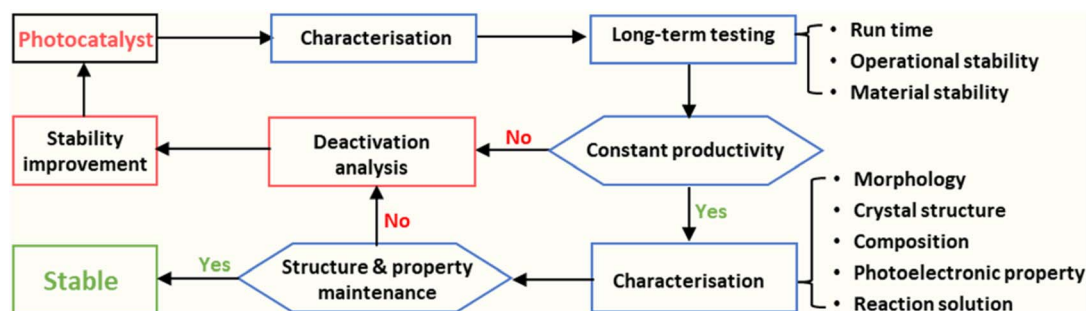 Photocatalyst
Characterisation
Long-term testing
• Run time
• Operational stability
• Material stability
Stability
improvement
Deactivation
analysis
No
Constant productivity
Yes
No
• Morphology
• Crystal structure
• Composition
• Photoelectronic property
• Reaction solution
Characterisation
Structure & property
maintenance
Yes
Stable